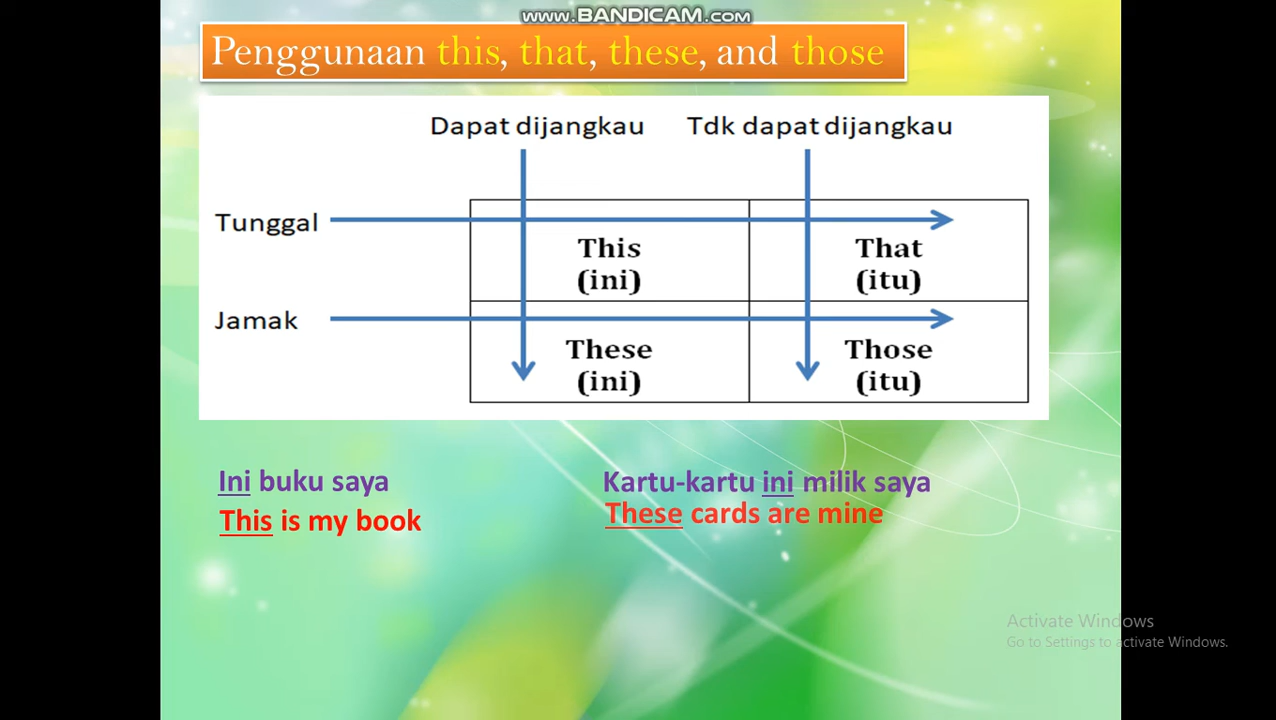 www.BANDICAM.com
Penggunaan this, that, these, and those
Dapat dijangkau Tdk dapat dijangkau
Tunggal
This That
(ini) (itu)
Jamak
These Those
(ini) (itu)
Ini buku saya
This is my book
Kartu-kartu ini milik saya
These cards are mine
Activate Windows
Go to Settings to activate Windows.